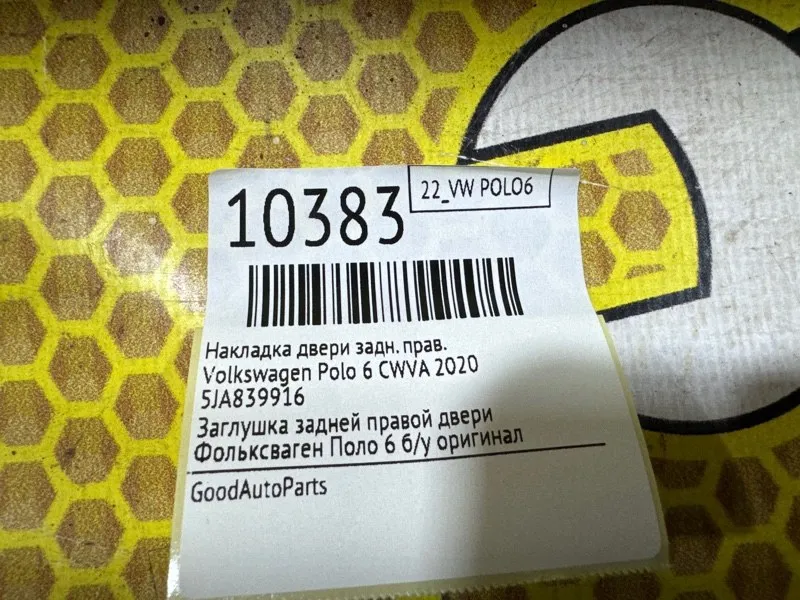 10383
22_VW POLO6
Накладка двери задн. прав.
Volkswagen Polo 6 CWVA 2020
5JA839916
Заглушка задней правой двери
Фольксваген Поло 6 б/у оригинал
GoodAutoParts